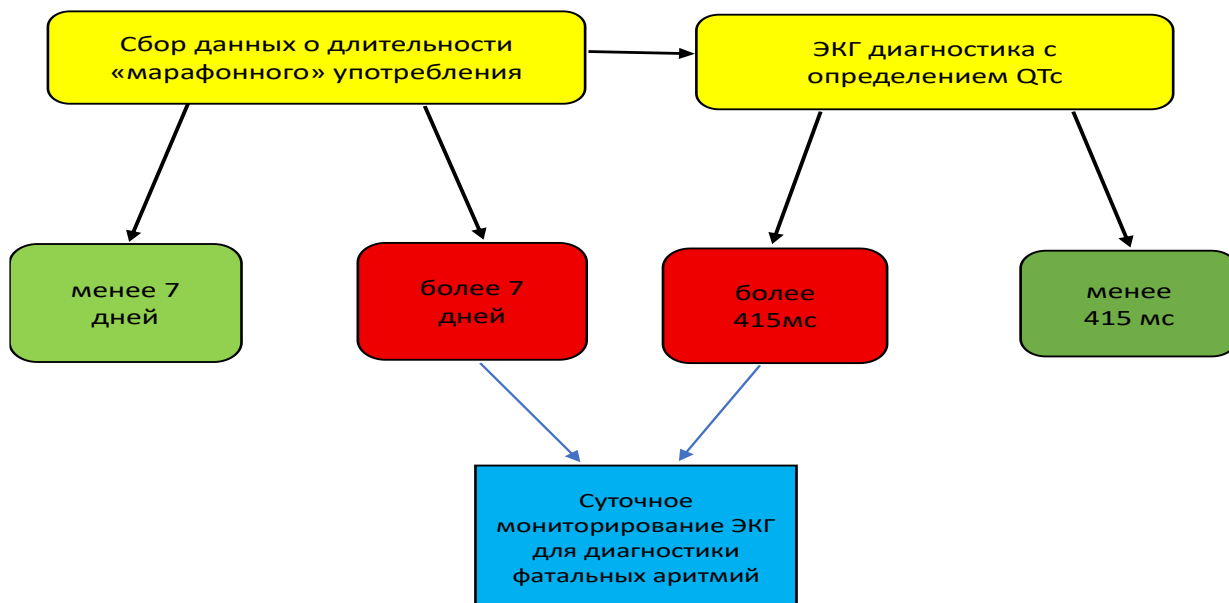 Сбор данных о длительности
«марафонного» употребления
ЭКГ диагностика с
определением QTc
менее 7
дней
более 7
дней
более
415мс
менее
415 мс
Суточное
мониторирование ЭКГ
для диагностики
фатальных аритмий